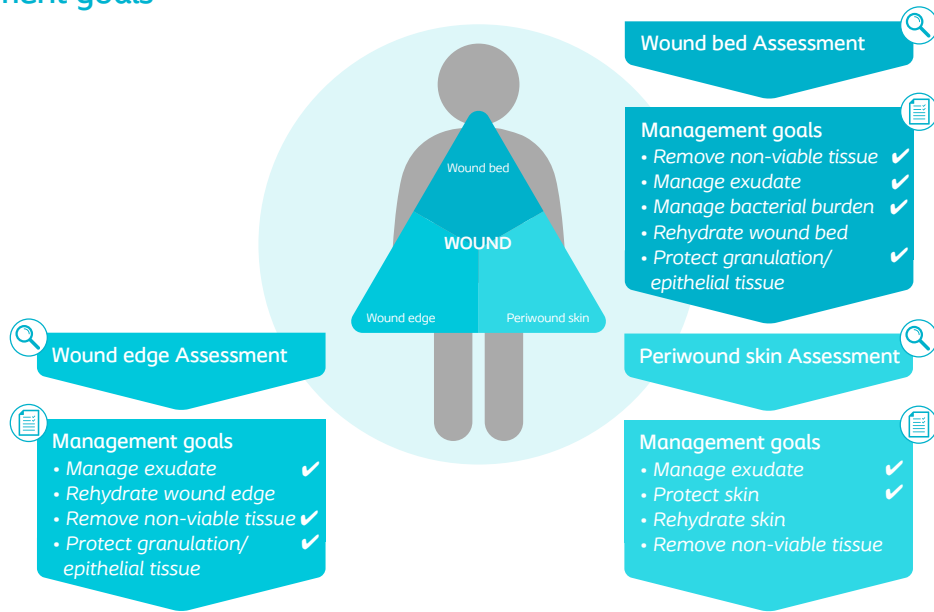 ment goals
Wound bed Assessment
Management goals
• Remove non-viable tissue ✔
• Manage exudate ✔
• Manage bacterial burden ✔
• Rehydrate wound bed
• Protect granulation/ ✔
epithelial tissue
Wound bed
WOUND
Wound edge
Periwound skin
Wound edge Assessment
Management goals
• Manage exudate ✔
• Rehydrate wound edge
• Remove non-viable tissue ✔
• Protect granulation/ ✔
epithelial tissue
Periwound skin Assessment
Management goals
• Manage exudate ✔
• Protect skin ✔
• Rehydrate skin
• Remove non-viable tissue